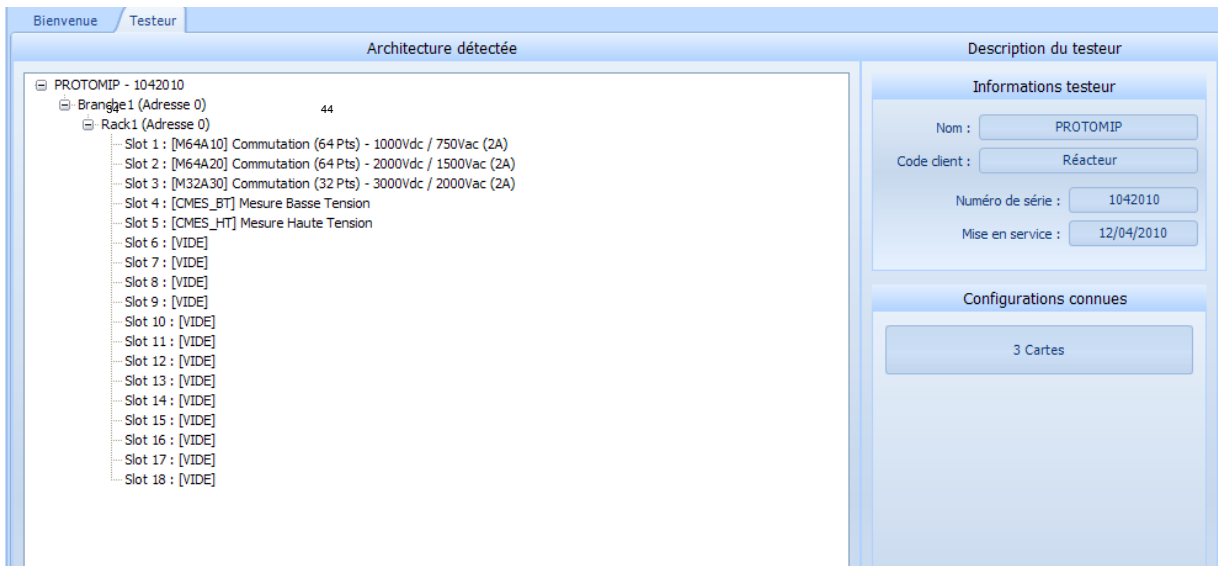 Bienvenue
Testeur
Architecture détectée
PROTOMIP - 1042010
Branche1 (Adresse 0)
34
44
Rack1 (Adresse 0)
Slot 1 : [M64A10] Commutation (64 Pts) - 1000Vdc / 750Vac (2A)
Slot 2 : [M64A20] Commutation (64 Pts) - 2000Vdc / 1500Vac (2A)
Slot 3 : [M32A30] Commutation (32 Pts) - 3000Vdc / 2000Vac (2A)
Slot 4 : [CMES_BT] Mesure Basse Tension
Slot 5 : [CMES_HT] Mesure Haute Tension
Slot 6 : [VIDE]
Slot 7 : [VIDE]
Slot 8 : [VIDE]
Slot 9 : [VIDE]
Slot 10 : [VIDE]
Slot 11 : [VIDE]
Slot 12 : [VIDE]
Slot 13 : [VIDE]
Slot 14 : [VIDE]
Slot 15 : [VIDE]
Slot 16 : [VIDE]
Slot 17 : [VIDE]
Slot 18 : [VIDE]
Description du testeur
Informations testeur
Nom : PROTOMIP
Code client : Réacteur
Numéro de série : 1042010
Mise en service : 12/04/2010
Configurations connues
3 Cartes